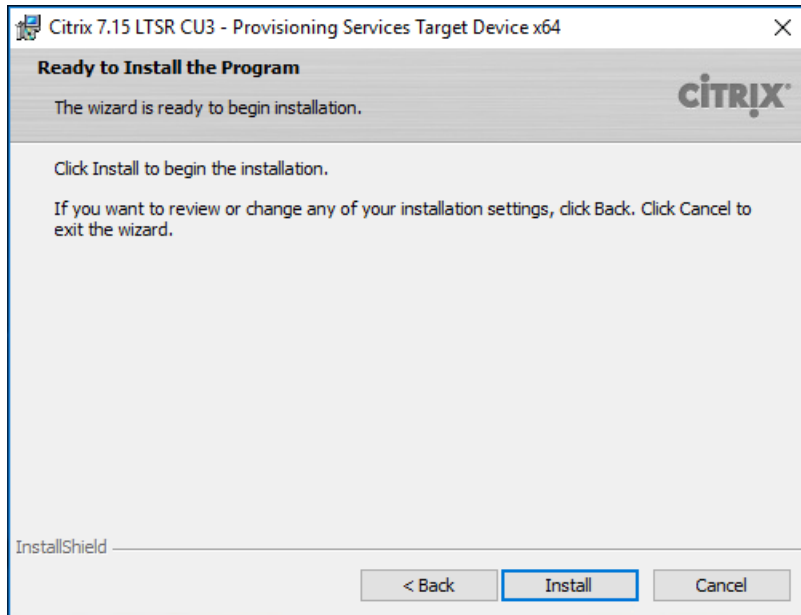 Citrix 7.15 LTSR CU3 - Provisioning Services Target Device x64
Ready to Install the Program
The wizard is ready to begin installation.
CİTRIX
Click Install to begin the installation.
If you want to review or change any of your installation settings, click Back. Click Cancel to
exit the wizard.
InstallShield
< Back
Install
Cancel